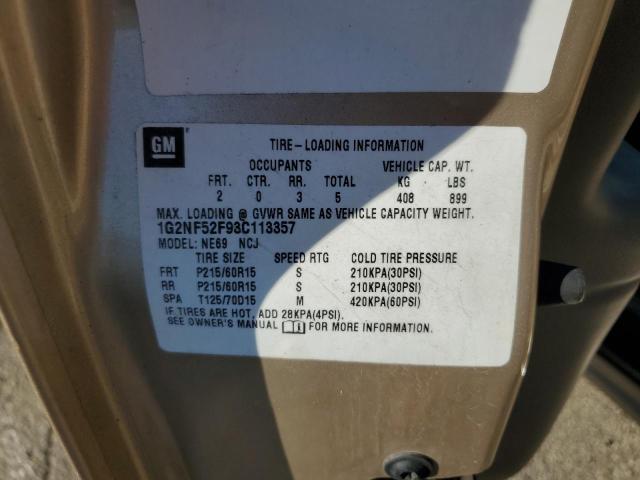 GM
TIRE-LOADING INFORMATION
OCCUPANTS VEHICLE CAP. WT.
FRT. CTR. RR. TOTAL KG LBS
2 0 3 5 408 899
MAX. LOADING @ GVWR SAME AS VEHICLE CAPACITY WEIGHT.
1G2NF52F93C113357
MODEL: NE69 NCJ
TIRE SIZE SPEED RTG COLD TIRE PRESSURE
FRT P215/60R15 S 210KPA(30PSI)
RR P215/60R15 S 210KPA(30PSI)
SPA T125/70D15 M 420KPA(60PSI)
IF TIRES ARE HOT, ADD 28KPA(4PSI).
SEE OWNER'S MANUAL FOR MORE INFORMATION.